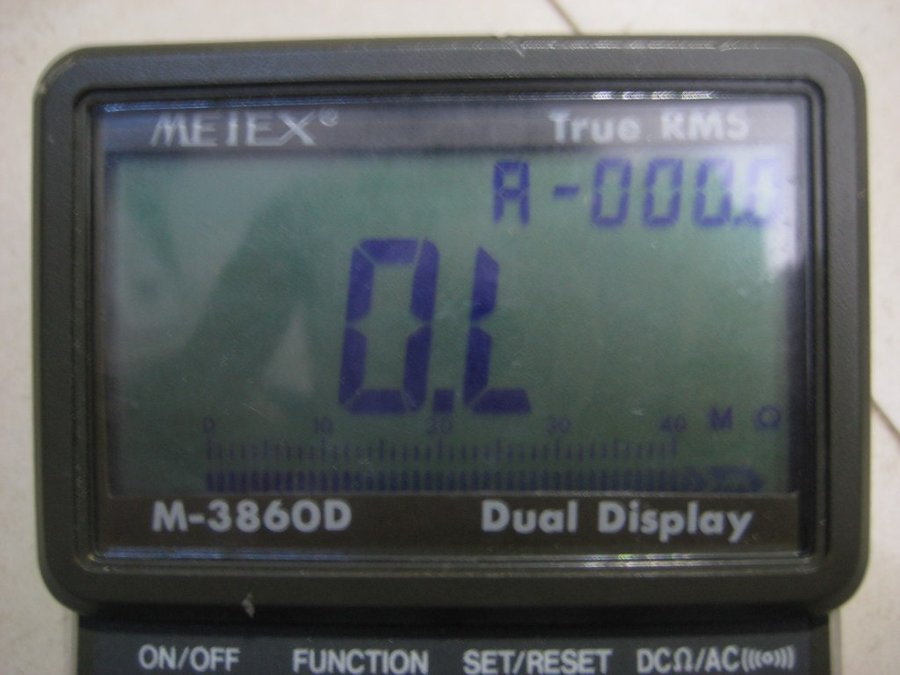 METEX® True RMS
A -000.0
0.L
0 10 20 30 40 M Ω
M-3860D Dual Display
ON/OFF FUNCTION SET/RESET DCΩ/AC(((o)))